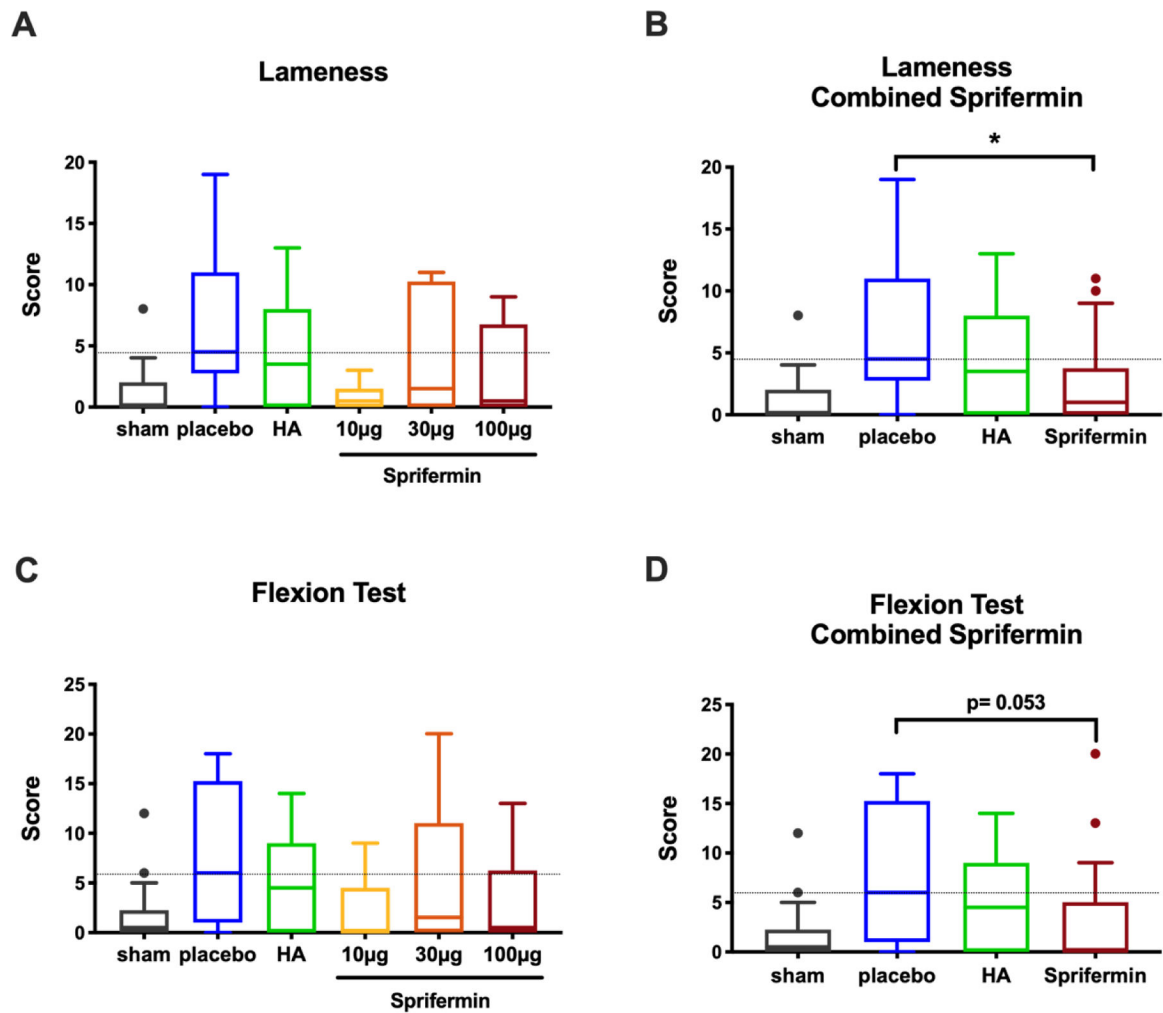 A
Lameness
Score
20
15
10
5
0
sham placebo HA 10µg 30µg 100µg
Sprifermin
B
Lameness
Combined Sprifermin
*
Score
20
15
10
5
0
sham placebo HA Sprifermin
C
Flexion Test
Score
25
20
15
10
5
0
sham placebo HA 10µg 30µg 100µg
Sprifermin
D
Flexion Test
Combined Sprifermin
p= 0.053
Score
25
20
15
10
5
0
sham placebo HA Sprifermin